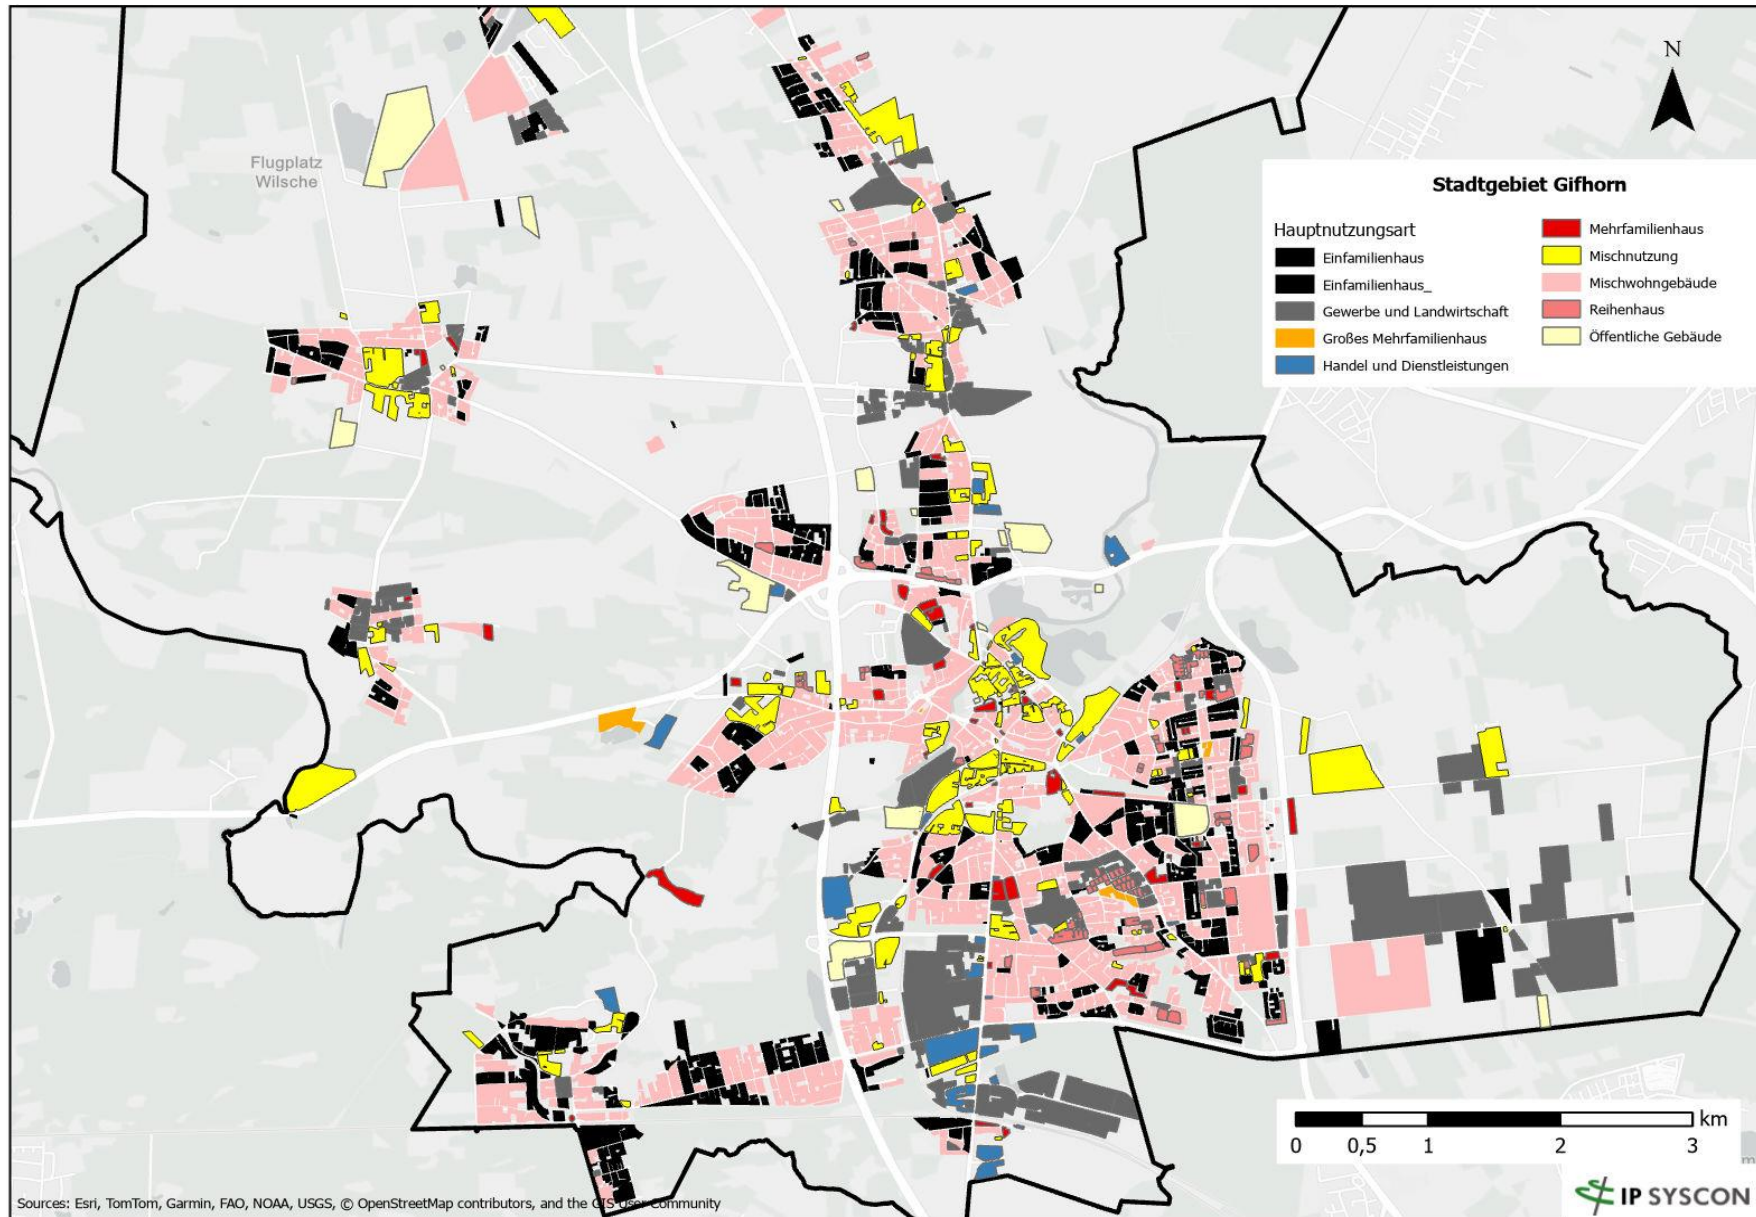 N
Flugplatz
Wilsche
Stadtgebiet Gifhorn
Hauptnutzungsart
Einfamilienhaus
Einfamilienhaus_
Gewerbe und Landwirtschaft
Großes Mehrfamilienhaus
Handel und Dienstleistungen
Mehrfamilienhaus
Mischnutzung
Mischwohngebäude
Reihenhaus
Öffentliche Gebäude
km
0 0,5 1 2 3
Sources: Esri, TomTom, Garmin, FAO, NOAA, USGS, © OpenStreetMap contributors, and the GIS User Community
IP SYSCON